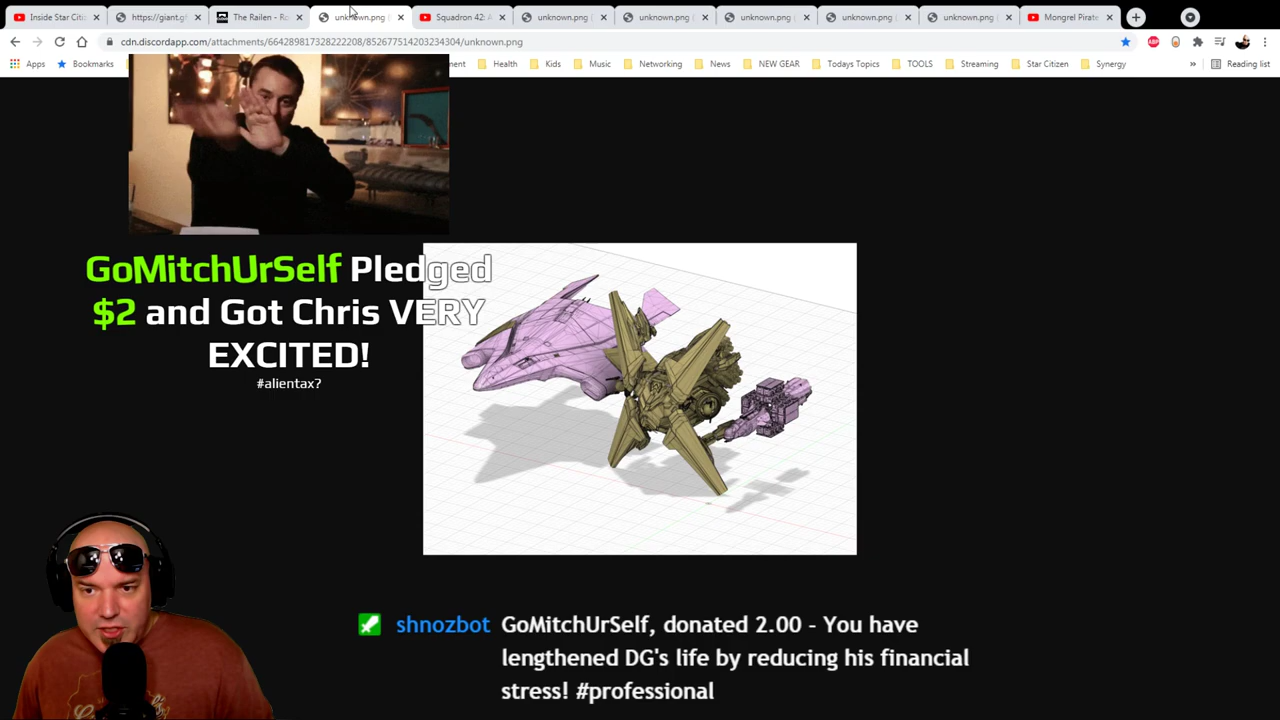 Inside Star Citiz
https://giant.gf
The Railen - Ro
unknown.png (
Squadron 42: A
unknown.png (
unknown.png (
unknown.png (
unknown.png (
unknown.png (
Mongrel Pirate
cdn.discordapp.com/attachments/664289817328222208/852677514203234304/unknown.png
Apps
Bookmarks
ment
Health
Kids
Music
Networking
News
NEW GEAR
Todays Topics
TOOLS
Streaming
Star Citizen
Synergy
»
Reading list
GoMitchUrSelf Pledged
$2 and Got Chris VERY
EXCITED!
#alientax?
shnozbot GoMitchUrSelf, donated 2.00 - You have
lengthened DG's life by reducing his financial
stress! #professional